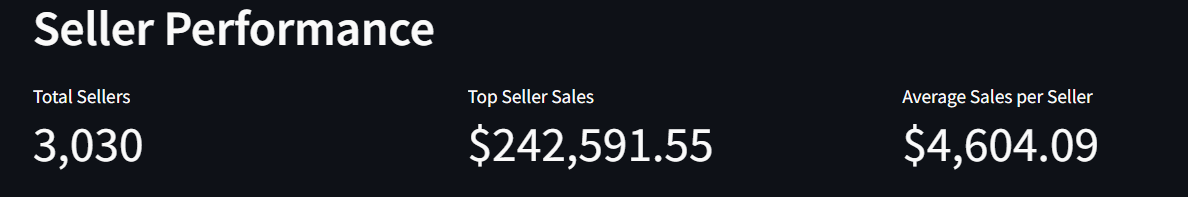 Seller Performance
Total Sellers
Top Seller Sales
Average Sales per Seller
3,030
$242,591.55
$4,604.09